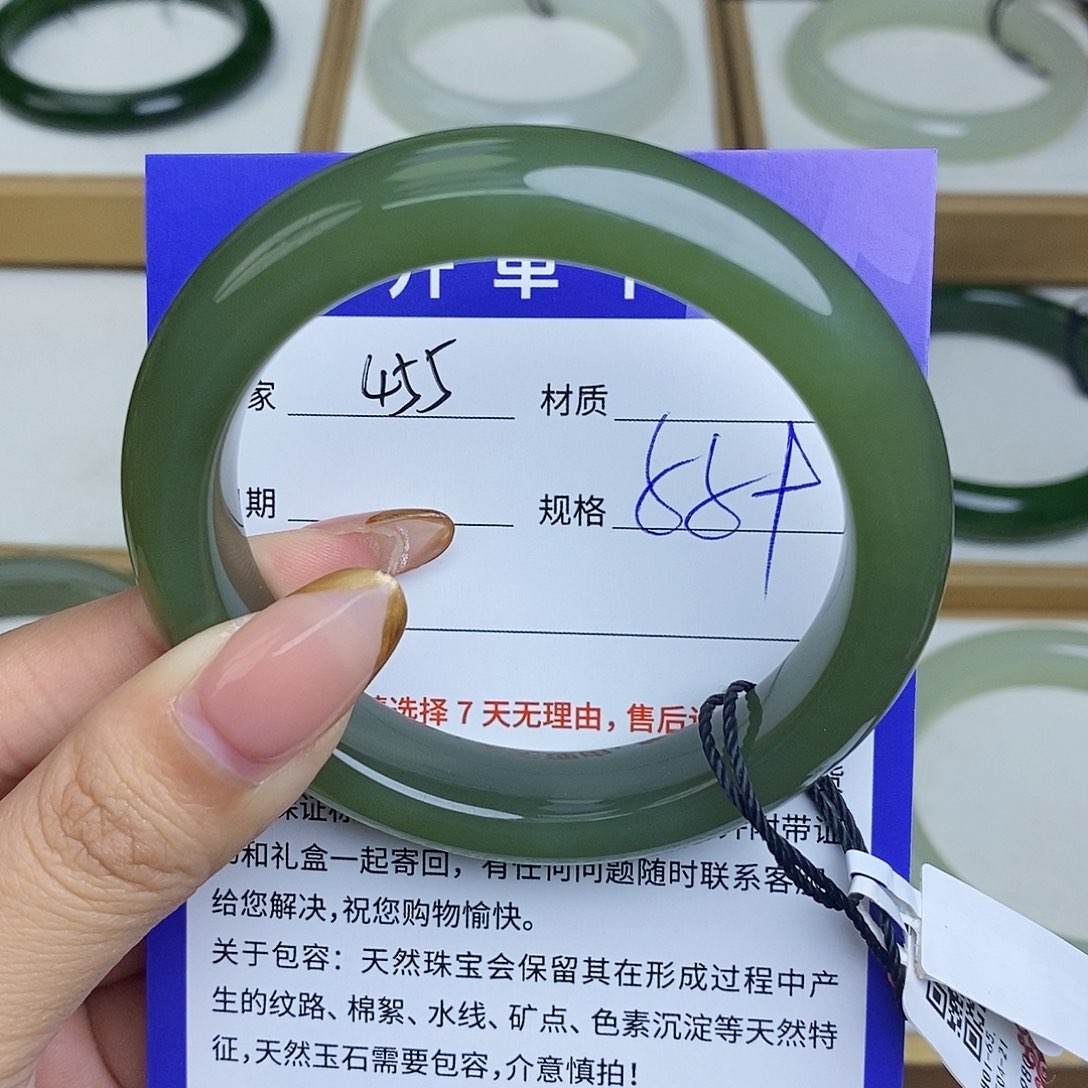 开单
家 455 材质
期 规格
选择 7 天无理由，售后
证
和礼盒一起寄回，有任何问题随时联系客服
给您解决，祝您购物愉快。
关于包容：天然珠宝会保留其在形成过程中产
生的纹路、棉絮、水线、矿点、色素沉淀等天然特
征，天然玉石需要包容，介意慎拍！